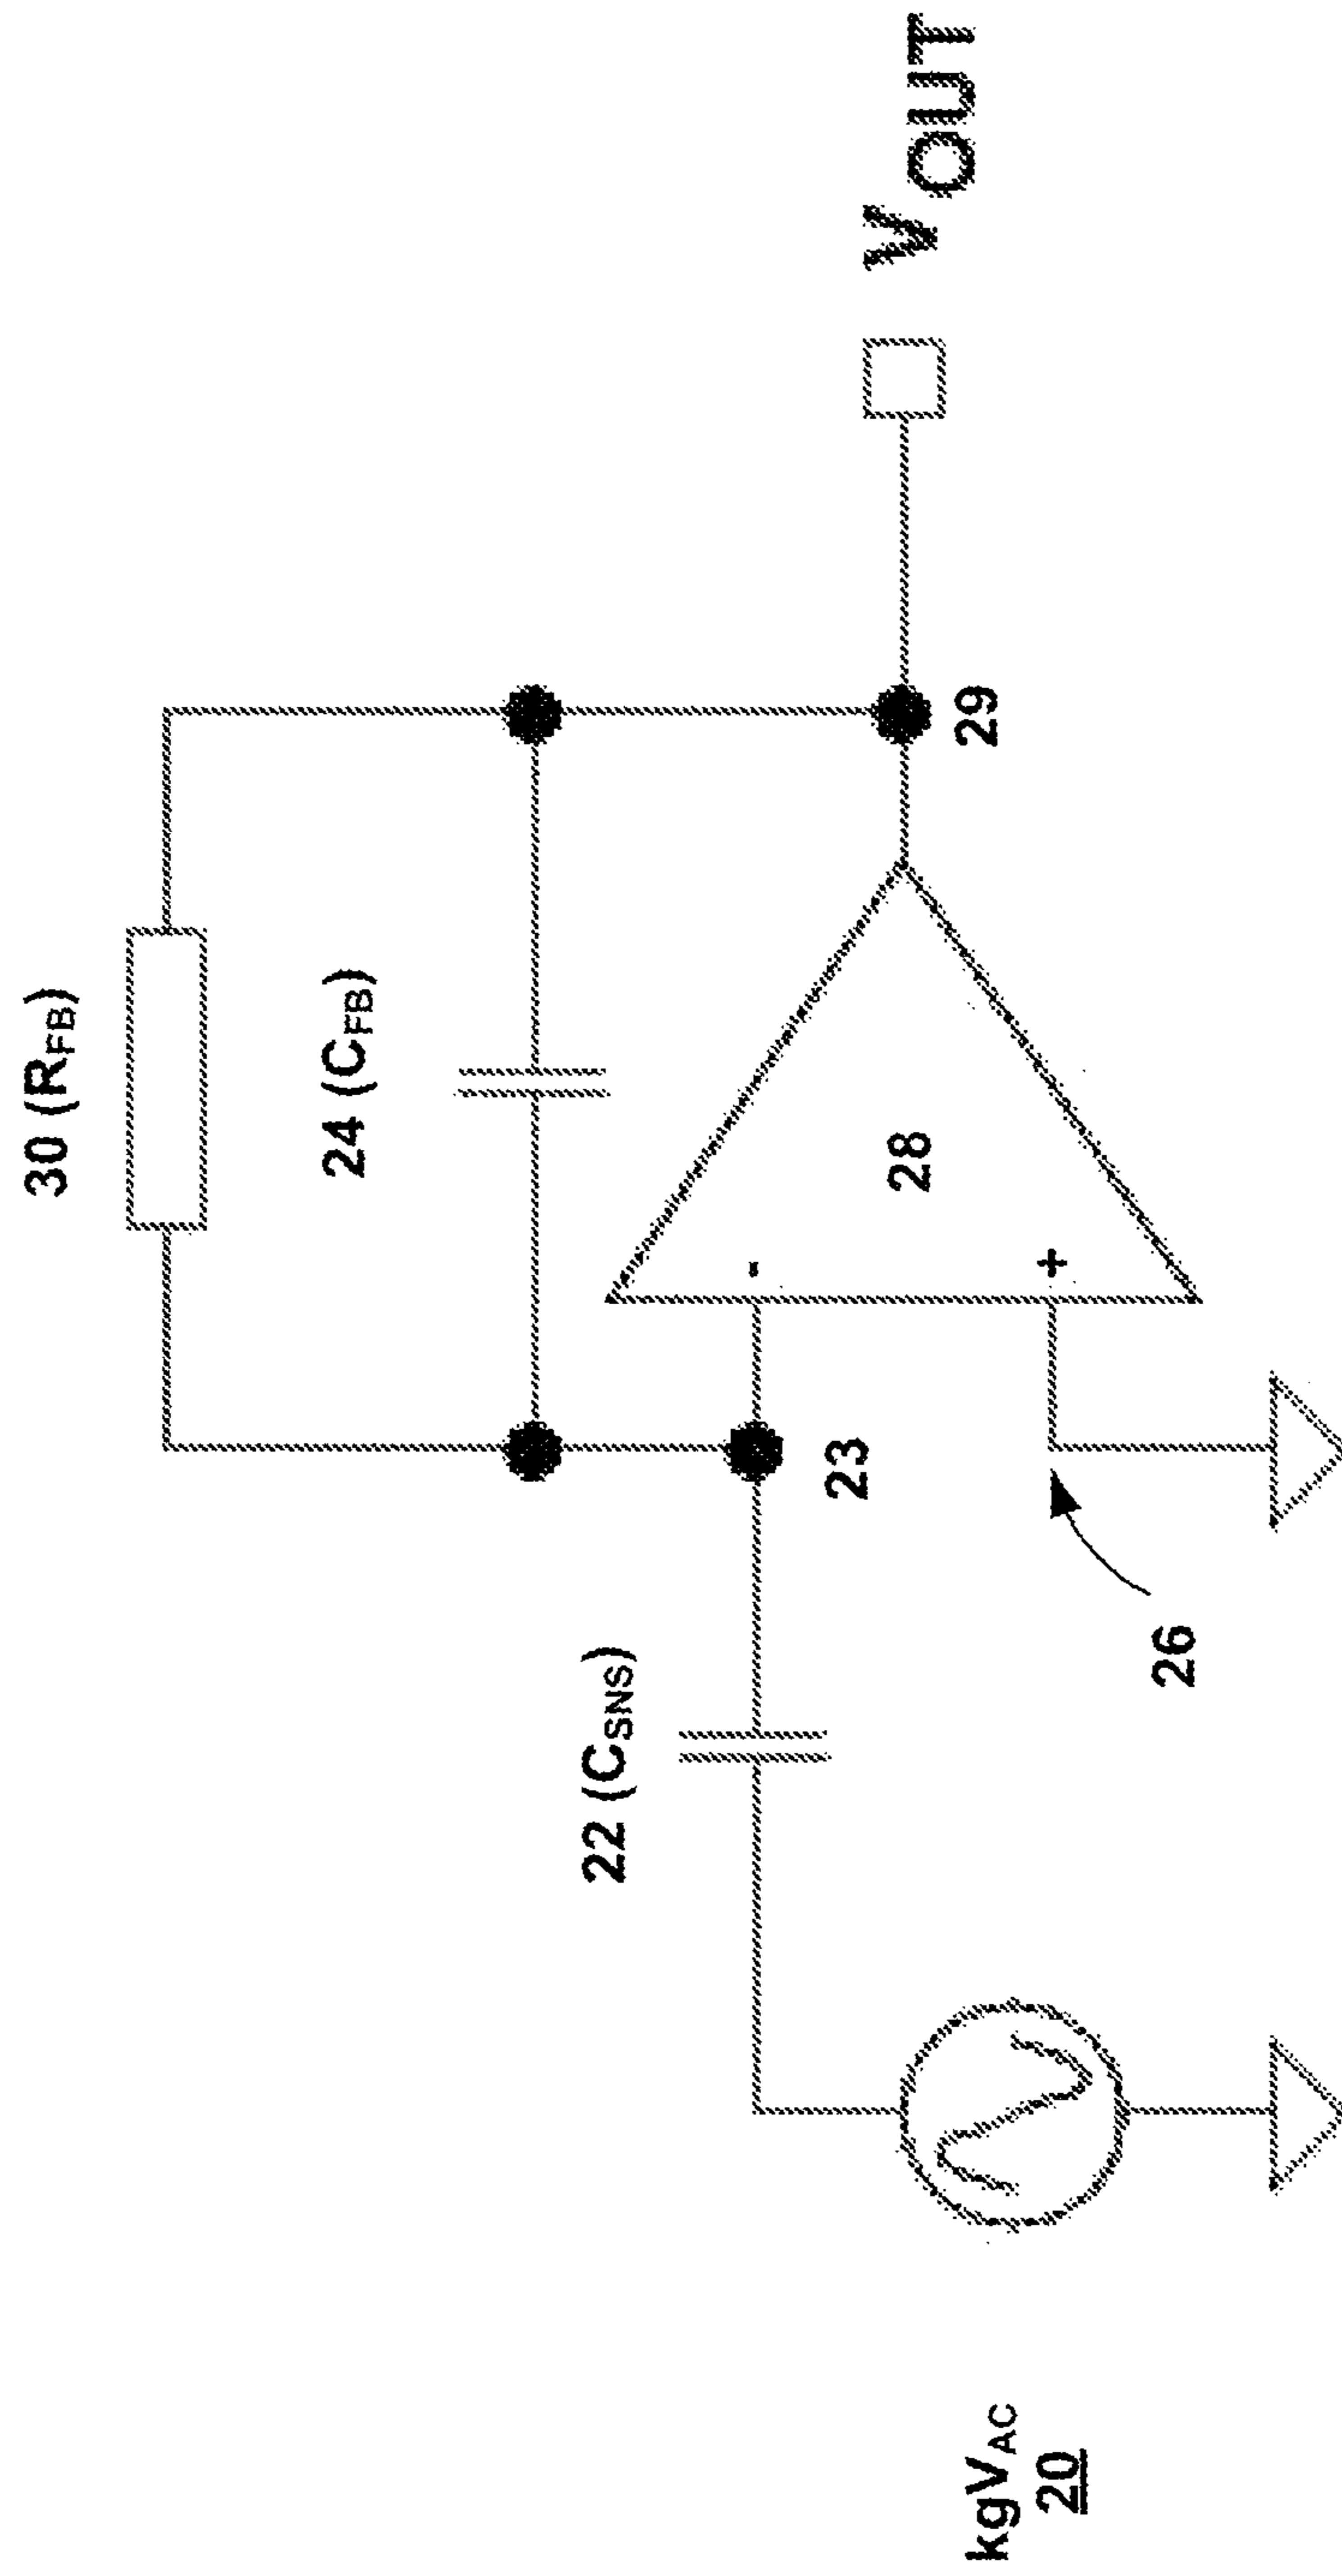 30 (RFB)
24 (CFB)
22 (CSNS)
-
28
+
23
29
VOUT
26
kgVAC
20